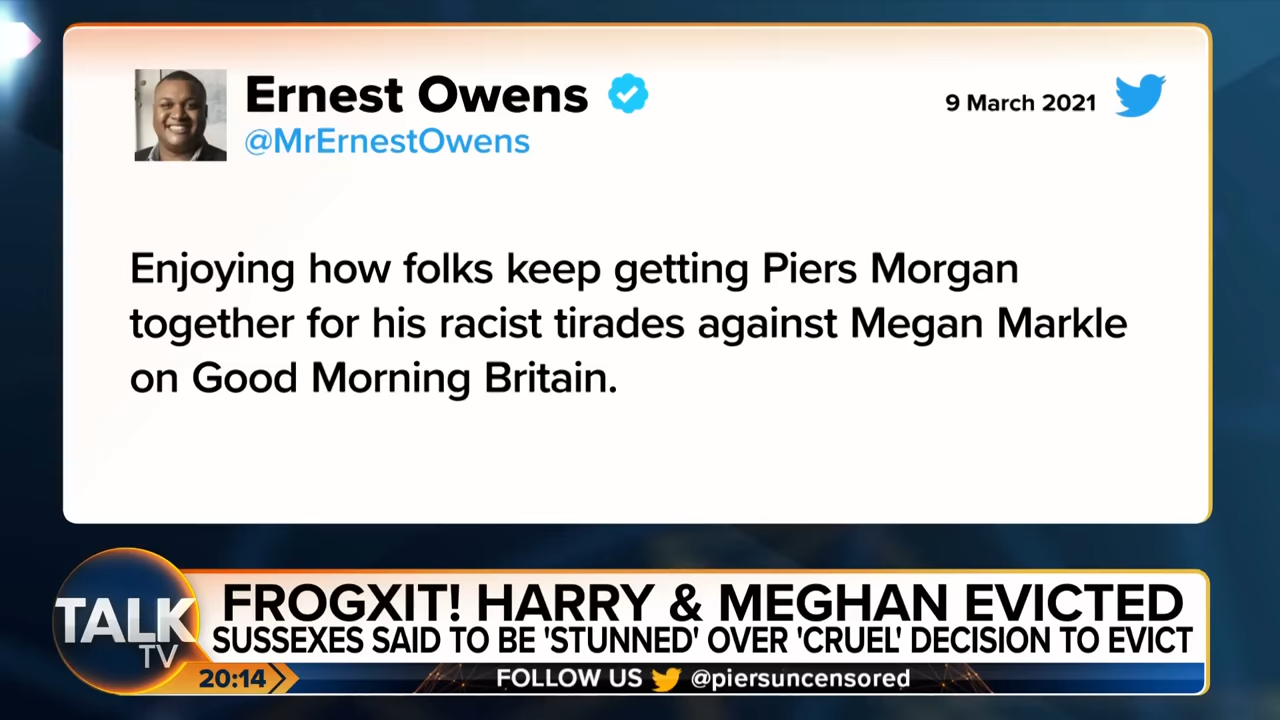 Ernest Owens
@MrErnestOwens
9 March 2021
Enjoying how folks keep getting Piers Morgan
together for his racist tirades against Megan Markle
on Good Morning Britain.
TALK
TV
FROGXIT! HARRY & MEGHAN EVICTED
SUSSEXES SAID TO BE 'STUNNED' OVER 'CRUEL' DECISION TO EVICT
20:14
FOLLOW US @piersuncensored